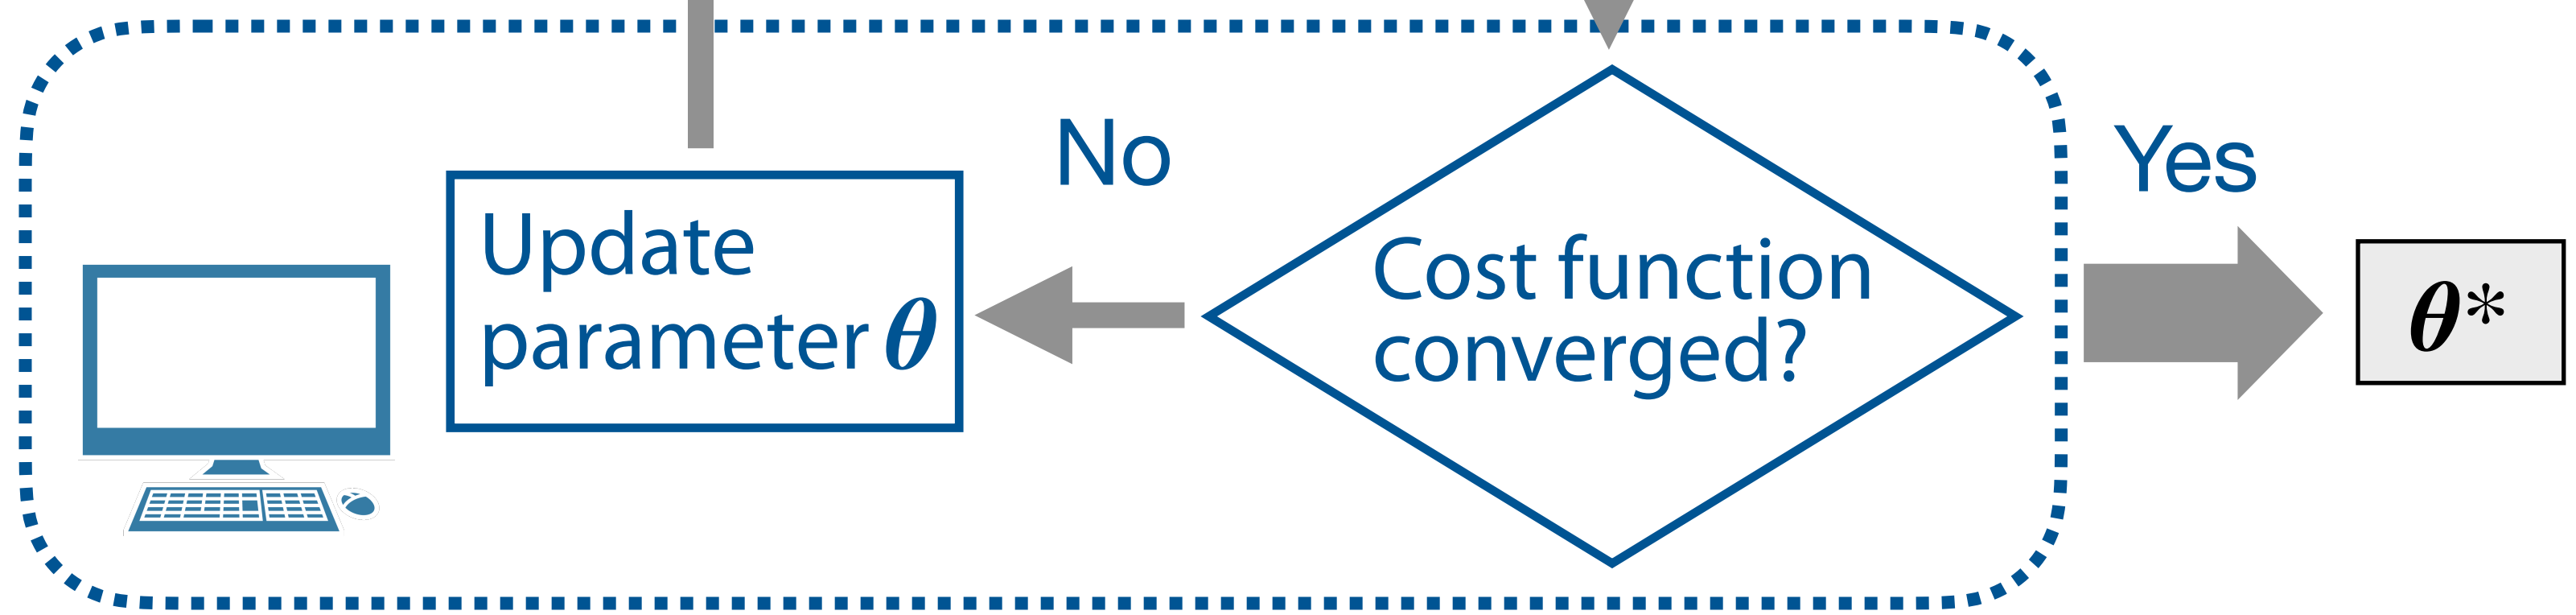 No
Yes
Update
parameter θ
Cost function
converged?
θ*